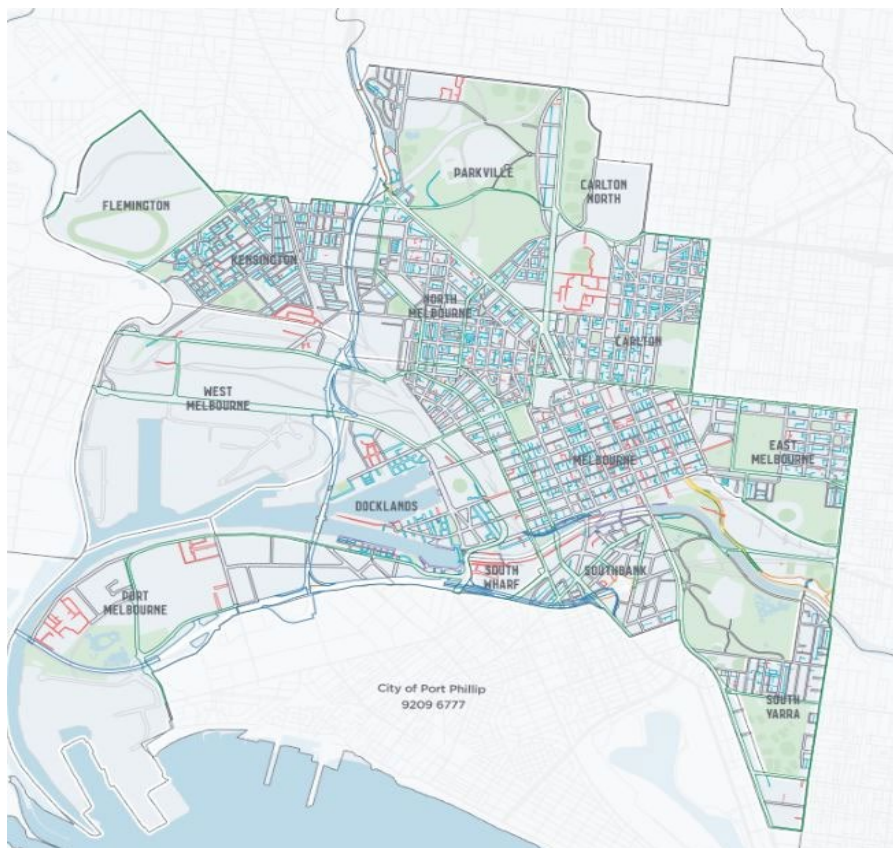 PARKVILLE
CARLTON
NORTH
FLEMINGTON
KENSINGTON
NORTH
MELBOURNE
CARLTON
WEST
MELBOURNE
EAST
MELBOURNE
MELBOURNE
DOCKLANDS
SOUTH
WHARF
SOUTHBANK
PORT
MELBOURNE
City of Port Phillip
9209 6777
SOUTH
YARRA